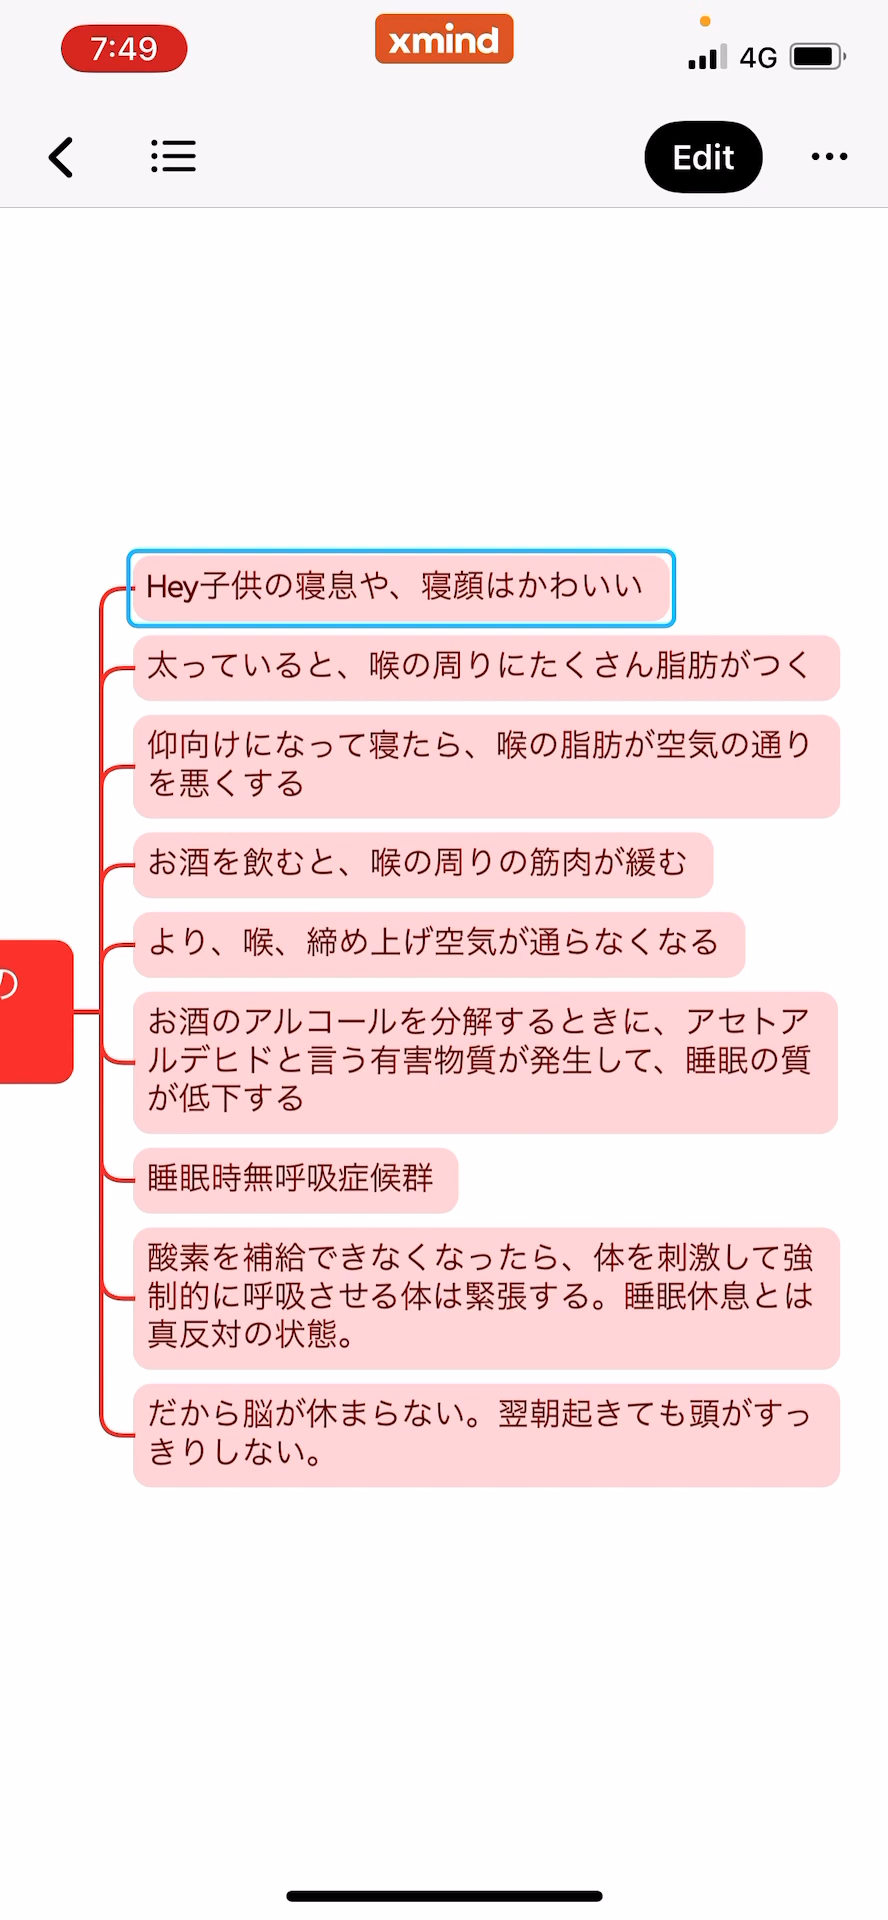 7:49
xmind
4G
Edit
Hey子供の寝息や、寝顔はかわいい
太っていると、喉の周りにたくさん脂肪がつく
仰向けになって寝たら、喉の脂肪が空気の通り
を悪くする
お酒を飲むと、喉の周りの筋肉が緩む
より、喉、締め上げ空気が通らなくなる
の
お酒のアルコールを分解するときに、アセトア
ルデヒドと言う有害物質が発生して、睡眠の質
が低下する
睡眠時無呼吸症候群
酸素を補給できなくなったら、体を刺激して強
制的に呼吸させる体は緊張する。睡眠休息とは
真反対の状態。
だから脳が休まらない。翌朝起きても頭がすっ
きりしない。